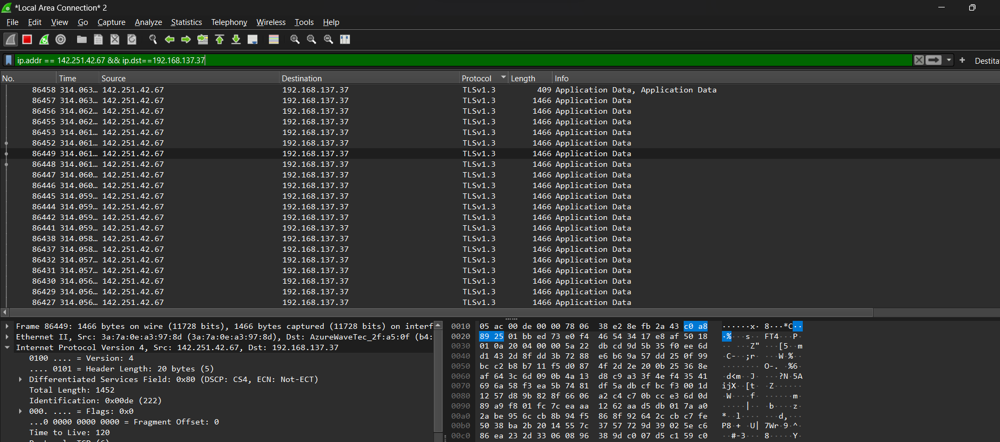 *Local Area Connection* 2
File Edit View Go Capture Analyze Statistics Telephony Wireless Tools Help
ip.addr == 142.251.42.67 && ip.dst==192.168.137.37 + Destita
No. Time Source Destination Protocol Length Info
86458 314.063… 142.251.42.67 192.168.137.37 TLSv1.3 409 Application Data, Application Data
86457 314.063… 142.251.42.67 192.168.137.37 TLSv1.3 1466 Application Data
86456 314.062… 142.251.42.67 192.168.137.37 TLSv1.3 1466 Application Data
86455 314.062… 142.251.42.67 192.168.137.37 TLSv1.3 1466 Application Data
86453 314.061… 142.251.42.67 192.168.137.37 TLSv1.3 1466 Application Data
86452 314.061… 142.251.42.67 192.168.137.37 TLSv1.3 1466 Application Data
86449 314.061… 142.251.42.67 192.168.137.37 TLSv1.3 1466 Application Data
86448 314.061… 142.251.42.67 192.168.137.37 TLSv1.3 1466 Application Data
86447 314.060… 142.251.42.67 192.168.137.37 TLSv1.3 1466 Application Data
86446 314.060… 142.251.42.67 192.168.137.37 TLSv1.3 1466 Application Data
86445 314.059… 142.251.42.67 192.168.137.37 TLSv1.3 1466 Application Data
86444 314.059… 142.251.42.67 192.168.137.37 TLSv1.3 1466 Application Data
86442 314.059… 142.251.42.67 192.168.137.37 TLSv1.3 1466 Application Data
86441 314.059… 142.251.42.67 192.168.137.37 TLSv1.3 1466 Application Data
86438 314.058… 142.251.42.67 192.168.137.37 TLSv1.3 1466 Application Data
86437 314.058… 142.251.42.67 192.168.137.37 TLSv1.3 1466 Application Data
86432 314.057… 142.251.42.67 192.168.137.37 TLSv1.3 1466 Application Data
86431 314.057… 142.251.42.67 192.168.137.37 TLSv1.3 1466 Application Data
86430 314.056… 142.251.42.67 192.168.137.37 TLSv1.3 1466 Application Data
86429 314.056… 142.251.42.67 192.168.137.37 TLSv1.3 1466 Application Data
86427 314.056… 142.251.42.67 192.168.137.37 TLSv1.3 1466 Application Data
Frame 86449: 1466 bytes on wire (11728 bits), 1466 bytes captured (11728 bits) on interf
Ethernet II, Src: 3a:7a:0e:a3:97:8d (3a:7a:0e:a3:97:8d), Dst: AzureWaveTec_2f:a5:0f (b4:
Internet Protocol Version 4, Src: 142.251.42.67, Dst: 192.168.137.37
0100 .... = Version: 4
.... 0101 = Header Length: 20 bytes (5)
Differentiated Services Field: 0x80 (DSCP: CS4, ECN: Not-ECT)
Total Length: 1452
Identification: 0x00de (222)
000. .... = Flags: 0x0
...0 0000 0000 0000 = Fragment Offset: 0
Time to Live: 120
0010 05 ac 00 de 00 00 78 06 38 e2 8e fb 2a 43 c0 a8 ······x· 8···*C··
0020 89 25 01 bb ed 73 e0 f4 46 54 34 17 e8 af 50 18 ·%···s·· FT4···P·
0030 01 0a 20 04 00 00 5a 22 db cd 9d 5b 35 f0 ee 6d ·· ···Z" ···[5··m
0040 d1 43 2d 8f dd 3b 72 88 e6 b6 9a 57 dd 25 0f 99 ·C-··;r· ···W·%··
0050 bc c2 b8 b7 11 f5 d0 87 4f 2d 2e 20 0b 25 36 8e ········ O-. ·%6·
0060 af 64 3c 6d 09 0b 4a 13 d8 c9 a3 3f 4e f4 35 41 ·d<m··J· ···?N·5A
0070 69 6a 58 f3 ea 5b 74 81 df 5a db cf bc f3 00 1d ijX··[t· ·Z······
0080 12 57 d8 9b 82 8f 66 06 a2 c4 c7 0b cc e3 6d 0d ·W····f· ······m·
0090 89 a9 f8 01 fc 7c ea aa 12 62 aa d5 db 01 7a a0 ·····|·· ·b····z·
00a0 2a be 95 6c cb 8b 94 f5 86 8f 92 64 2c cb c7 fe *··l···· ···d,···
00b0 50 38 ba 2b 20 14 55 7c 37 57 72 9d 39 02 5e c6 P8·+ ·U| 7Wr·9·^·
00c0 86 ea 23 2d 33 06 08 96 38 9d c0 07 d5 c1 59 c0 ··#-3··· 8·····Y·